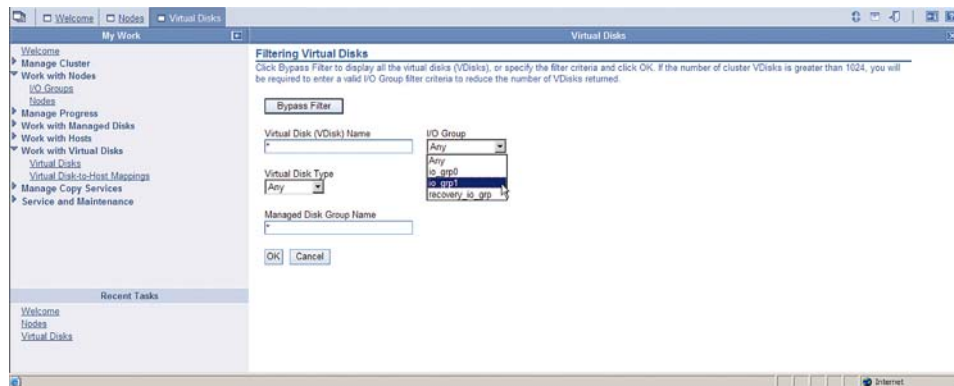 Welcome Nodes Virtual Disks
My Work
Virtual Disks
Welcome
Manage Cluster
Work with Nodes
I/O Groups
Nodes
Manage Progress
Work with Managed Disks
Work with Hosts
Work with Virtual Disks
Virtual Disks
Virtual Disk-to-Host Mappings
Manage Copy Services
Service and Maintenance
Recent Tasks
Welcome
Nodes
Virtual Disks
Filtering Virtual Disks
Click Bypass Filter to display all the virtual disks (VDisks), or specify the filter criteria and click OK. If the number of cluster VDisks is greater than 1024, you will
be required to enter a valid I/O Group filter criteria to reduce the number of VDisks returned.
Bypass Filter
Virtual Disk (VDisk) Name
*
I/O Group
Any
Any
io_grp0
io_grp1
recovery_io_grp
Virtual Disk Type
Any
Managed Disk Group Name
*
OK Cancel
Internet